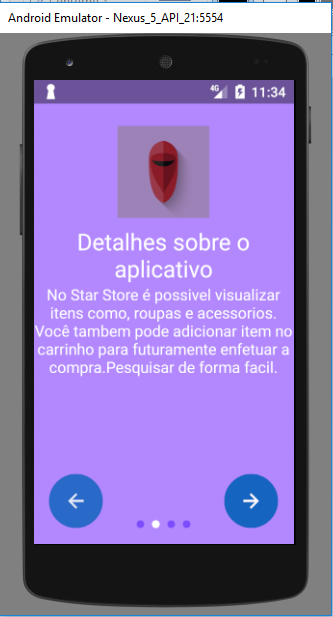 Android Emulator - Nexus_5_API_21:5554
4G 11:34
Detalhes sobre o
aplicativo
No Star Store é possivel visualizar
itens como, roupas e acessorios.
Você tambem pode adicionar item no
carrinho para futuramente enfetuar a
compra.Pesquisar de forma facil.